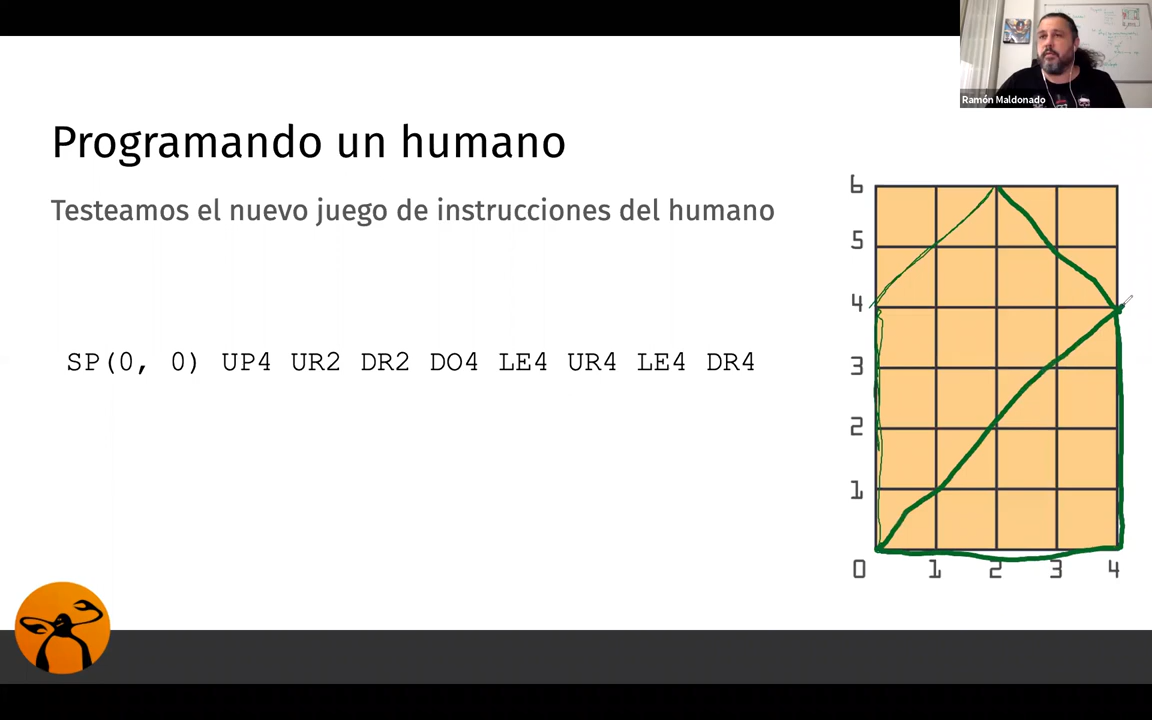 Ramón Maldonado
Programando un humano
Testeamos el nuevo juego de instrucciones del humano
SP(0, 0) UP4 UR2 DR2 DO4 LE4 UR4 LE4 DR4
6
5
4
3
2
1
0 1 2 3 4